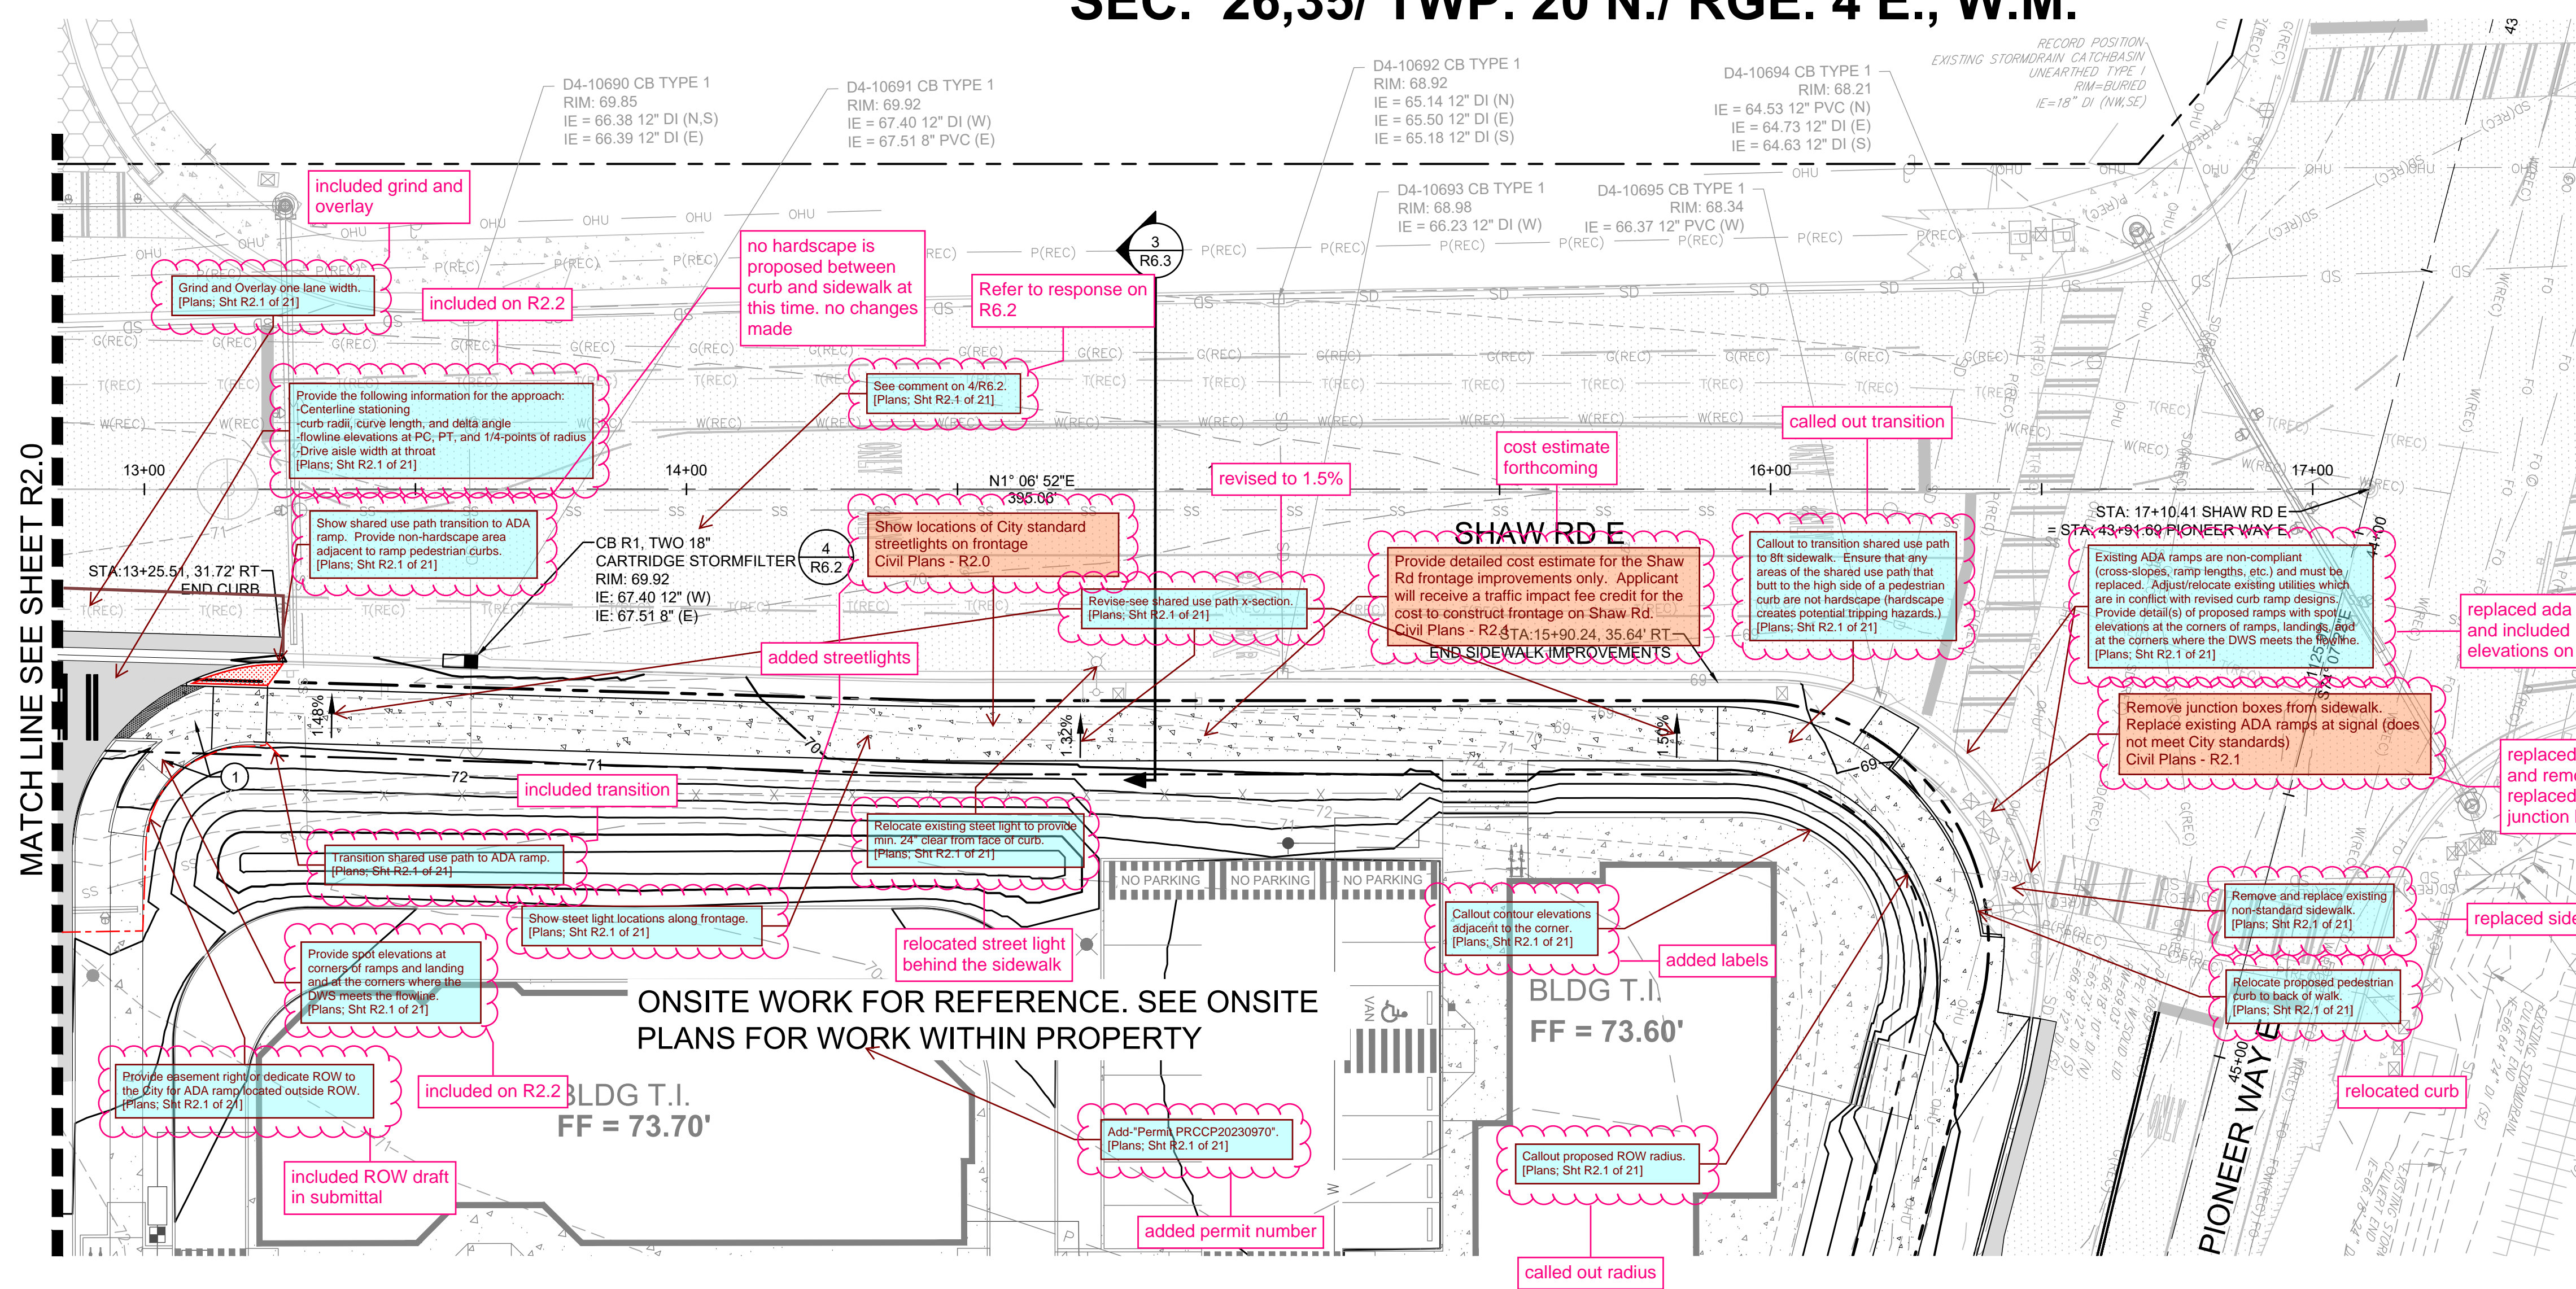 SEC. 26,35/ TWP. 20 N./ RGE. 4 E., W.M.
RECORD POSITION
EXISTING STORMDRAIN CATCHBASIN
UNEARTHED TYPE I
RIM=BURIED
IE=18" DI (NW,SE)
D4-10690 CB TYPE 1
RIM: 69.85
IE = 66.38 12" DI (N,S)
IE = 66.39 12" DI (E)
D4-10691 CB TYPE 1
RIM: 69.92
IE = 67.40 12" DI (W)
IE = 67.51 8" PVC (E)
D4-10692 CB TYPE 1
RIM: 68.92
IE = 65.14 12" DI (N)
IE = 65.50 12" DI (E)
IE = 65.18 12" DI (S)
D4-10694 CB TYPE 1
RIM: 68.21
IE = 64.53 12" PVC (N)
IE = 64.73 12" DI (E)
IE = 64.63 12" DI (S)
D4-10693 CB TYPE 1
RIM: 68.98
IE = 66.23 12" DI (W)
D4-10695 CB TYPE 1
RIM: 68.34
IE = 66.37 12" PVC (W)
included grind and
overlay
Grind and Overlay one lane width.
[Plans; Sht R2.1 of 21]
included on R2.2
no hardscape is
proposed between
curb and sidewalk at
this time. no changes
made
Refer to response on
R6.2
3
R6.3
Provide the following information for the approach:
-Centerline stationing
-curb radii, curve length, and delta angle
-flowline elevations at PC, PT, and 1/4-points of radius
-Drive aisle width at throat
[Plans; Sht R2.1 of 21]
See comment on 4/R6.2.
[Plans; Sht R2.1 of 21]
called out transition
cost estimate
forthcoming
revised to 1.5%
MATCH LINE SEE SHEET R2.0
13+00
14+00
N1° 06' 52"E
395.06'
16+00
17+00
STA: 17+10.41 SHAW RD E
= STA: 43+91.69 PIONEER WAY E
44+00
Show shared use path transition to ADA
ramp. Provide non-hardscape area
adjacent to ramp pedestrian curbs.
[Plans; Sht R2.1 of 21]
CB R1, TWO 18"
CARTRIDGE STORMFILTER
RIM: 69.92
IE: 67.40 12" (W)
IE: 67.51 8" (E)
4
R6.2
Show locations of City standard
streetlights on frontage
Civil Plans - R2.0
SHAW RD E
Provide detailed cost estimate for the Shaw
Rd frontage improvements only. Applicant
will receive a traffic impact fee credit for the
cost to construct frontage on Shaw Rd.
Civil Plans - R2.1
STA:15+90.24, 35.64' RT
END SIDEWALK IMPROVEMENTS
Callout to transition shared use path
to 8ft sidewalk. Ensure that any
areas of the shared use path that
butt to the high side of a pedestrian
curb are not hardscape (hardscape
creates potential tripping hazards.)
[Plans; Sht R2.1 of 21]
Existing ADA ramps are non-compliant
(cross-slopes, ramp lengths, etc.) and must be
replaced. Adjust/relocate existing utilities which
are in conflict with revised curb ramp designs.
Provide detail(s) of proposed ramps with spot
elevations at the corners of ramps, landings, and
at the corners where the DWS meets the flowline.
[Plans; Sht R2.1 of 21]
replaced ada
and included
elevations on
STA:13+25.51, 31.72' RT
END CURB
Revise-see shared use path x-section.
[Plans; Sht R2.1 of 21]
added streetlights
Remove junction boxes from sidewalk.
Replace existing ADA ramps at signal (does
not meet City standards)
Civil Plans - R2.1
replaced
and rem
replaced
junction
1.48%
1.32%
1.50%
70
71
72
69
1
included transition
Transition shared use path to ADA ramp.
[Plans; Sht R2.1 of 21]
Relocate existing steet light to provide
min. 24" clear from face of curb.
[Plans; Sht R2.1 of 21]
NO PARKING
NO PARKING
NO PARKING
Show steet light locations along frontage.
[Plans; Sht R2.1 of 21]
relocated street light
behind the sidewalk
Callout contour elevations
adjacent to the corner.
[Plans; Sht R2.1 of 21]
added labels
Remove and replace existing
non-standard sidewalk.
[Plans; Sht R2.1 of 21]
replaced side
Provide spot elevations at
corners of ramps and landing
and at the corners where the
DWS meets the flowline.
[Plans; Sht R2.1 of 21]
ONSITE WORK FOR REFERENCE. SEE ONSITE
PLANS FOR WORK WITHIN PROPERTY
VAN
BLDG T.I.
FF = 73.60'
Relocate proposed pedestrian
curb to back of walk.
[Plans; Sht R2.1 of 21]
relocated curb
45+00
PIONEER WAY E
Provide easement right or dedicate ROW to
the City for ADA ramp located outside ROW.
[Plans; Sht R2.1 of 21]
included on R2.2
BLDG T.I.
FF = 73.70'
Add-"Permit PRCCP20230970".
[Plans; Sht R2.1 of 21]
Callout proposed ROW radius.
[Plans; Sht R2.1 of 21]
included ROW draft
in submittal
added permit number
called out radius